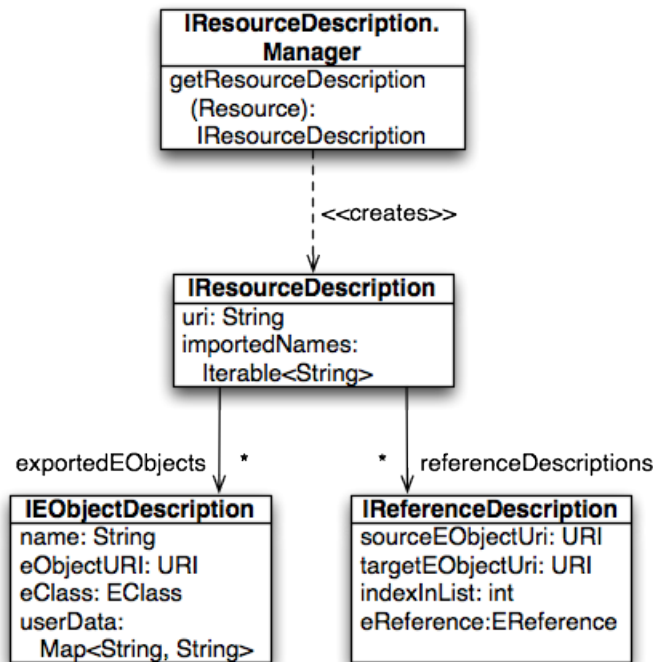 IResourceDescription.
Manager
getResourceDescription
(Resource):
IResourceDescription
<<creates>>
IResourceDescription
uri: String
importedNames:
Iterable<String>
exportedEObjects * * referenceDescriptions
IEObjectDescription
name: String
eObjectURI: URI
eClass: EClass
userData:
Map<String, String>
IReferenceDescription
sourceEObjectUri: URI
targetEObjectUri: URI
indexInList: int
eReference:EReference